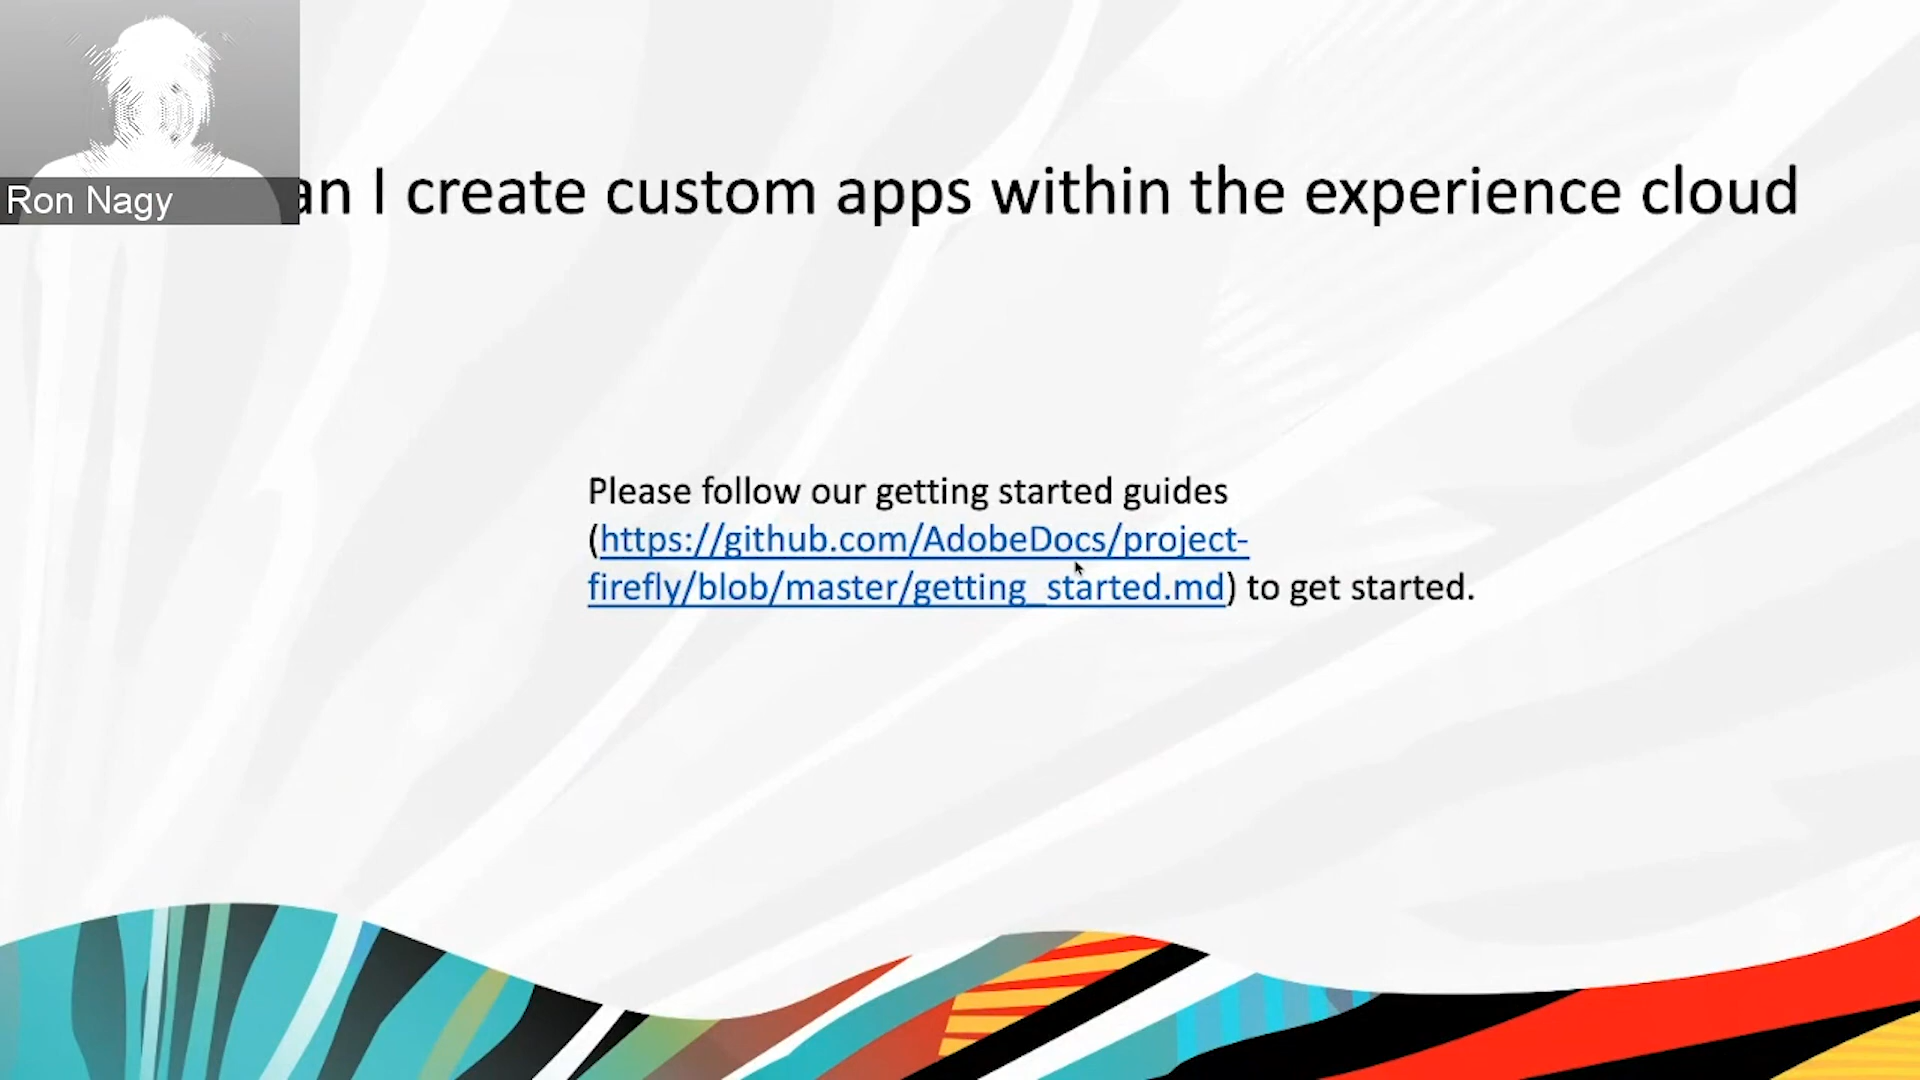 Ron Nagy
an I create custom apps within the experience cloud
Please follow our getting started guides
(https://github.com/AdobeDocs/project-
firefly/blob/master/getting_started.md) to get started.